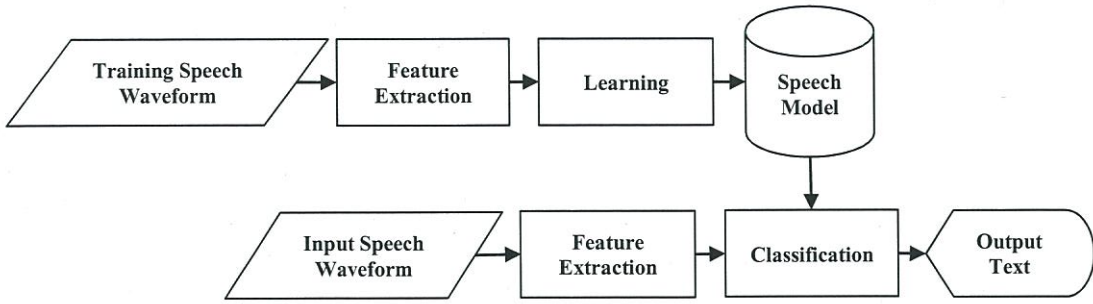 Training Speech
Waveform
Feature
Extraction
Learning
Speech
Model
Input Speech
Waveform
Feature
Extraction
Classification
Output
Text